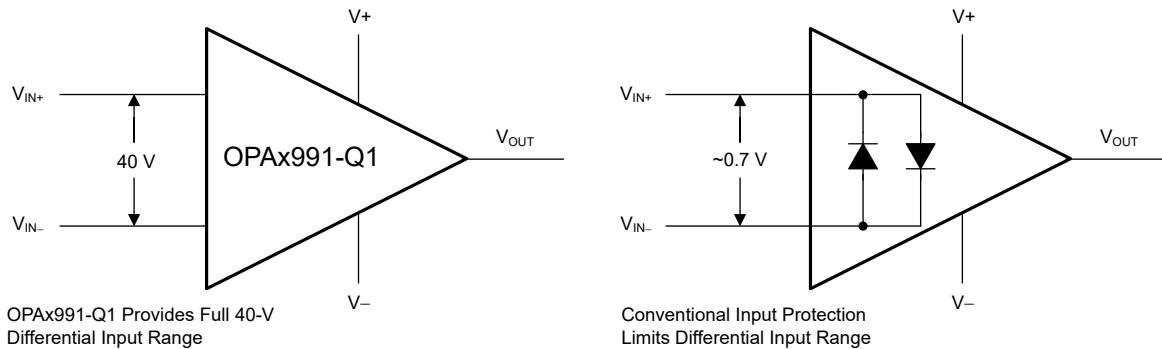 V+
VIN+
40 V
OPAx991-Q1
VOUT
VIN–
V–
OPAx991-Q1 Provides Full 40-V
Differential Input Range
V+
VIN+
~0.7 V
VOUT
VIN–
V–
Conventional Input Protection
Limits Differential Input Range